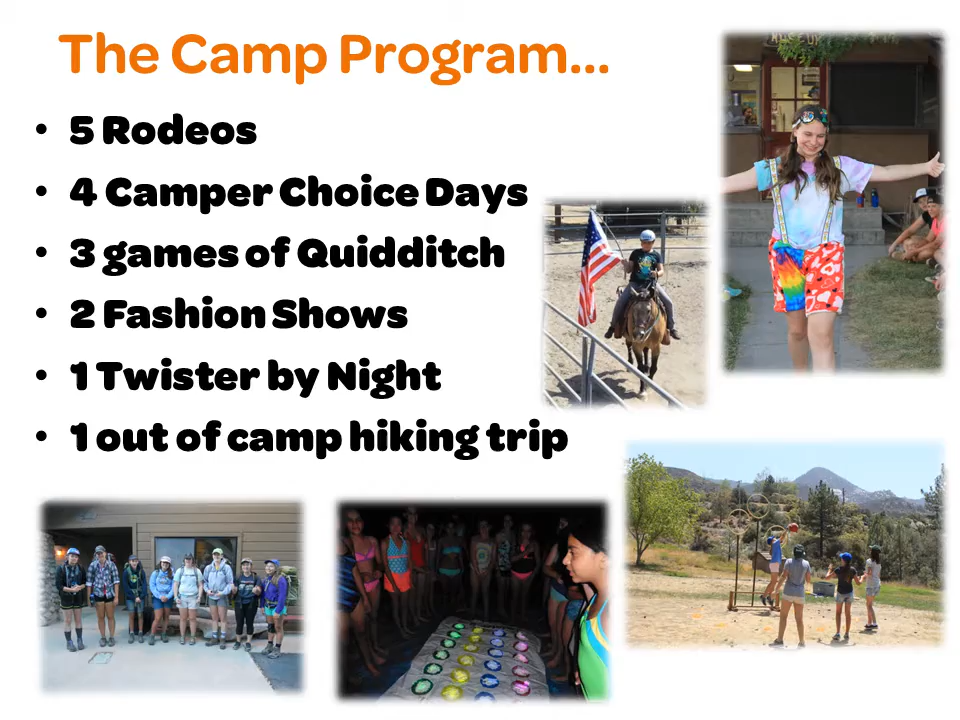 The Camp Program...
• 5 Rodeos
• 4 Camper Choice Days
• 3 games of Quidditch
• 2 Fashion Shows
• 1 Twister by Night
• 1 out of camp hiking trip